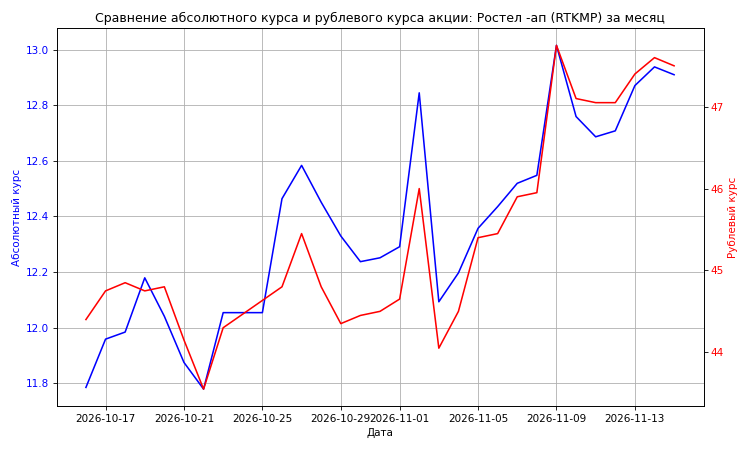 Сравнение абсолютного курса и рублевого курса акции: Ростел -ап (RTKMP) за месяц
Абсолютный курс
13.0
12.8
12.6
12.4
12.2
12.0
11.8
47
46
45
44
Рублевый курс
2026-10-17 2026-10-21 2026-10-25 2026-10-29 2026-11-01 2026-11-05 2026-11-09 2026-11-13
Дата